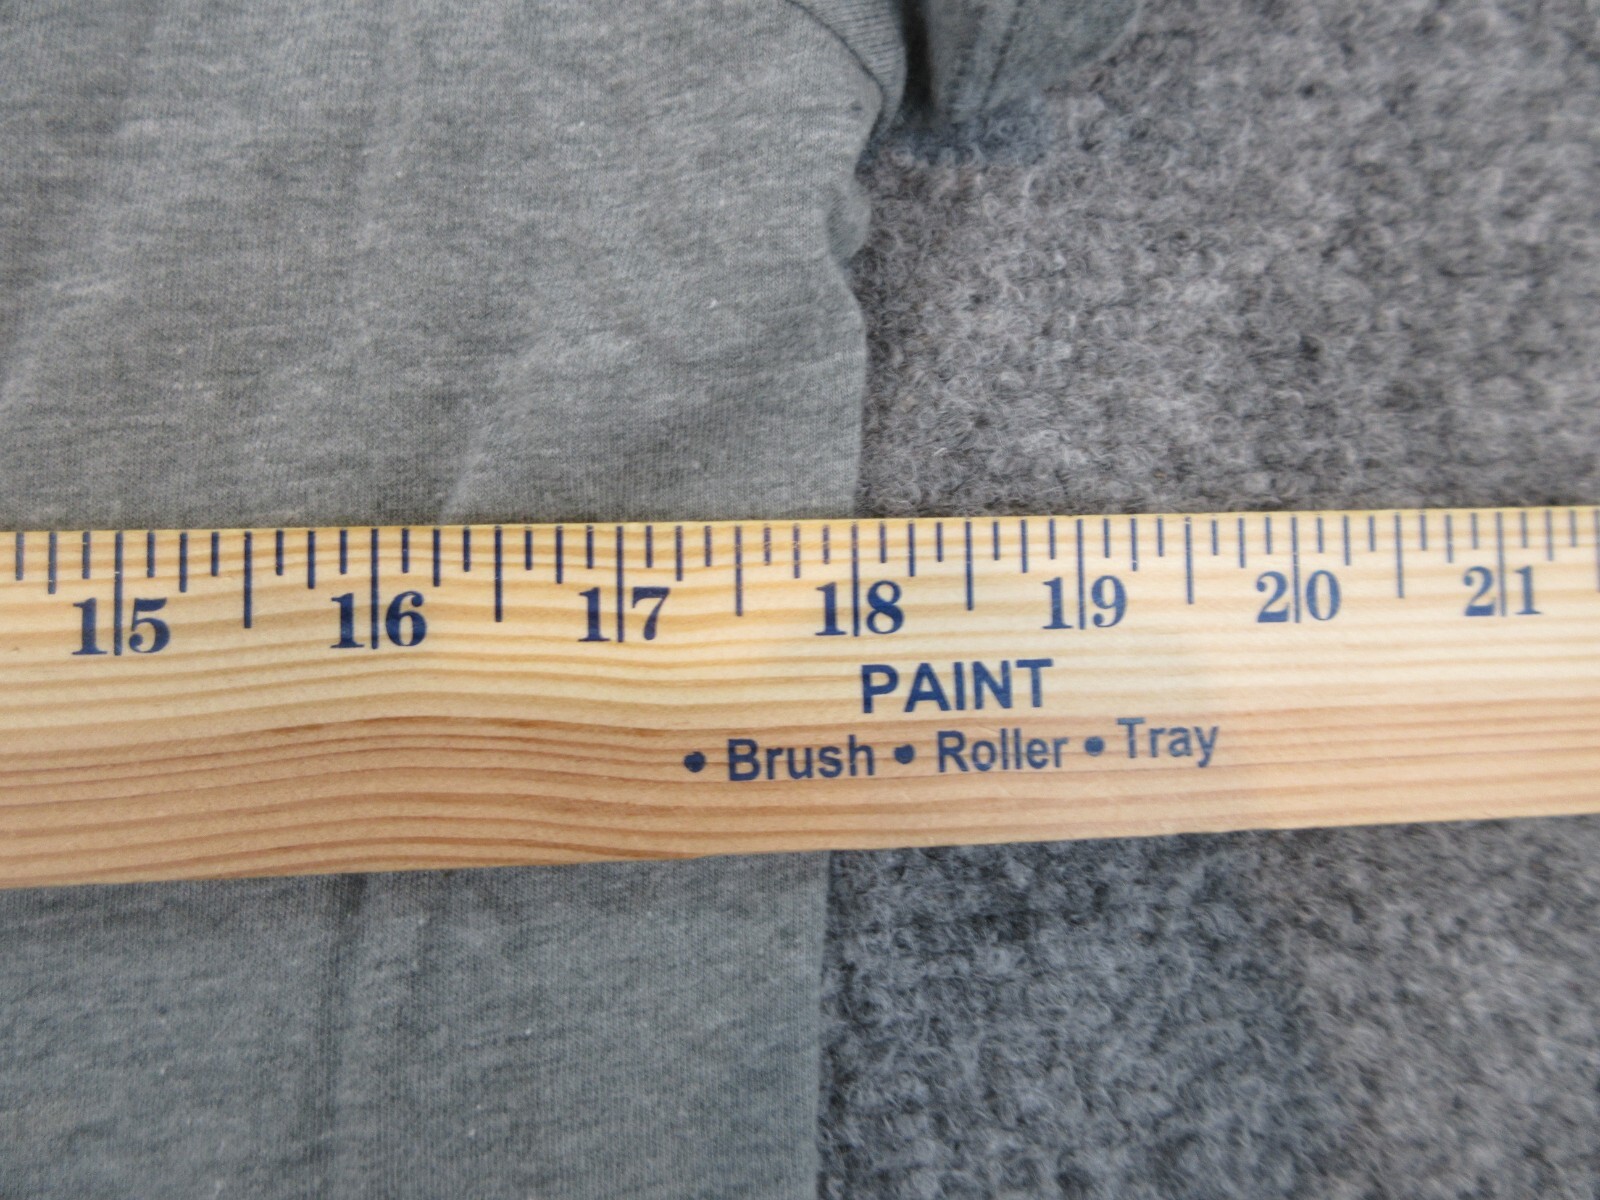 15 16 17 18 19 20 21
PAINT
• Brush • Roller • Tray